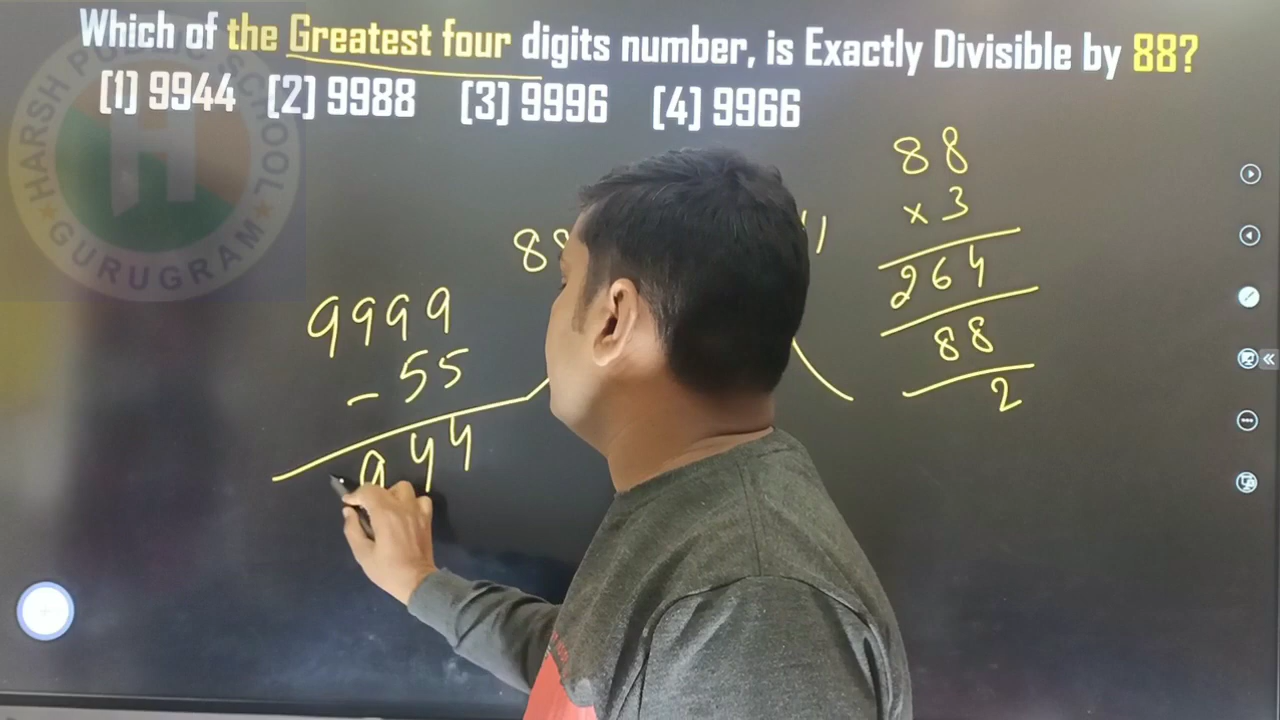 Which of the Greatest four digits number, is Exactly Divisible by 88?
[1] 9944 [2] 9988 [3] 9996 [4] 9966
HARSH PUBLIC SCHOOL
H
GURUGRAM
88
9999
- 55
944
88
x 3
264
88
2